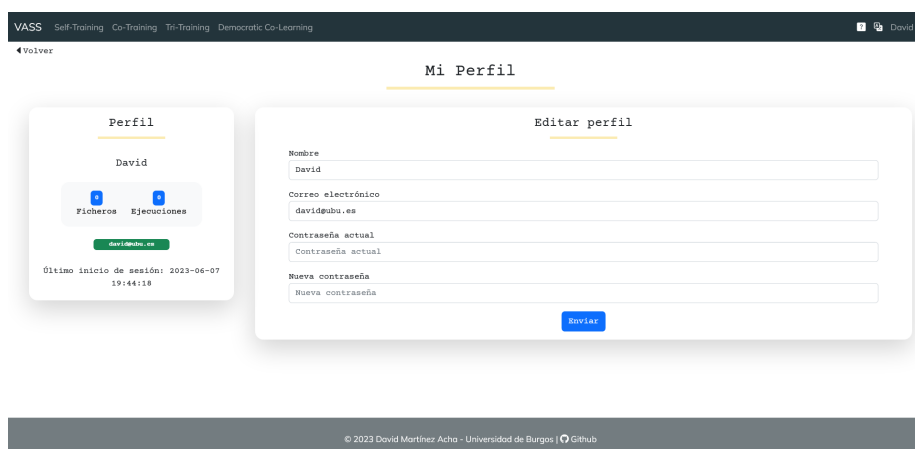 VASS Self-Training Co-Training Tri-Training Democratic Co-Learning David
Volver
Mi Perfil
Perfil
David
0 0
Ficheros Ejecuciones
david@ubu.es
Último inicio de sesión: 2023-06-07
19:44:18
Editar perfil
Nombre
David
Correo electrónico
david@ubu.es
Contraseña actual
Contraseña actual
Nueva contraseña
Nueva contraseña
Enviar
© 2023 David Martínez Acha - Universidad de Burgos | Github